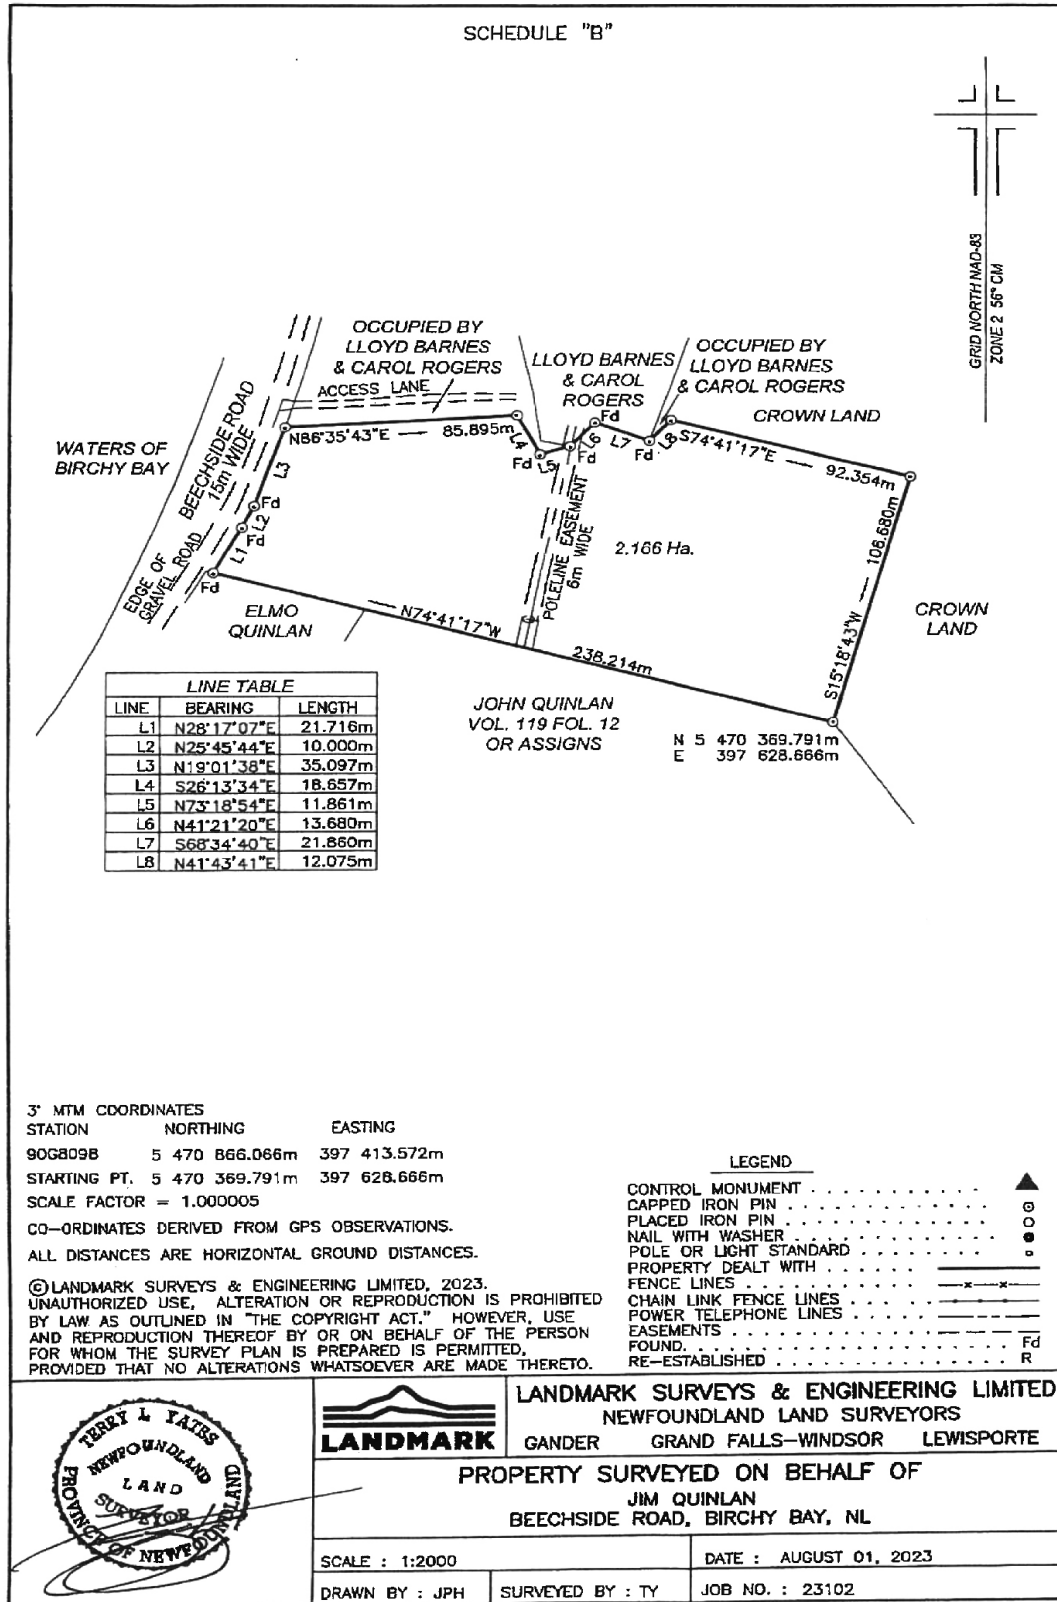 SCHEDULE "B"
GRID NORTH NAD-83
ZONE 2 56° CM
OCCUPIED BY
LLOYD BARNES
& CAROL ROGERS
ACCESS LANE
LLOYD BARNES
& CAROL
ROGERS
OCCUPIED BY
LLOYD BARNES
& CAROL ROGERS
CROWN LAND
WATERS OF
BIRCHY BAY
BEECHSIDE ROAD
15m WIDE
EDGE OF
GRAVEL ROAD
N86°35'43"E
85.895m
L4
Fd
L5
Fd
L6
Fd
L7
Fd
L8
S74°41'17"E
92.354m
L3
Fd
L2
Fd
L1
Fd
POLELINE EASEMENT
6m WIDE
2.166 Ha.
S15°18'43"W
106.680m
CROWN
LAND
ELMO
QUINLAN
N74°41'17"W
238.214m
JOHN QUINLAN
VOL. 119 FOL. 12
OR ASSIGNS
N 5 470 369.791m
E 397 628.666m
LINE TABLE
LINE BEARING LENGTH
L1 N28°17'07"E 21.716m
L2 N25°45'44"E 10.000m
L3 N19°01'38"E 35.097m
L4 S26°13'34"E 18.657m
L5 N73°18'54"E 11.861m
L6 N41°21'20"E 13.680m
L7 S68°34'40"E 21.860m
L8 N41°43'41"E 12.075m
3° MTM COORDINATES
STATION NORTHING EASTING
90G809B 5 470 866.066m 397 413.572m
STARTING PT. 5 470 369.791m 397 628.666m
SCALE FACTOR = 1.000005
CO-ORDINATES DERIVED FROM GPS OBSERVATIONS.
ALL DISTANCES ARE HORIZONTAL GROUND DISTANCES.
© LANDMARK SURVEYS & ENGINEERING LIMITED, 2023.
UNAUTHORIZED USE, ALTERATION OR REPRODUCTION IS PROHIBITED
BY LAW AS OUTLINED IN "THE COPYRIGHT ACT." HOWEVER, USE
AND REPRODUCTION THEREOF BY OR ON BEHALF OF THE PERSON
FOR WHOM THE SURVEY PLAN IS PREPARED IS PERMITTED,
PROVIDED THAT NO ALTERATIONS WHATSOEVER ARE MADE THERETO.
LEGEND
CONTROL MONUMENT
CAPPED IRON PIN
PLACED IRON PIN
NAIL WITH WASHER
POLE OR LIGHT STANDARD
PROPERTY DEALT WITH
FENCE LINES
CHAIN LINK FENCE LINES
POWER TELEPHONE LINES
EASEMENTS
FOUND Fd
RE-ESTABLISHED R
TERRY L YATES
NEWFOUNDLAND
LAND
SURVEYOR
PROVINCE OF NEWFOUNDLAND
LANDMARK
LANDMARK SURVEYS & ENGINEERING LIMITED
NEWFOUNDLAND LAND SURVEYORS
GANDER GRAND FALLS-WINDSOR LEWISPORTE
PROPERTY SURVEYED ON BEHALF OF
JIM QUINLAN
BEECHSIDE ROAD, BIRCHY BAY, NL
SCALE : 1:2000
DATE : AUGUST 01, 2023
DRAWN BY : JPH
SURVEYED BY : TY
JOB NO. : 23102